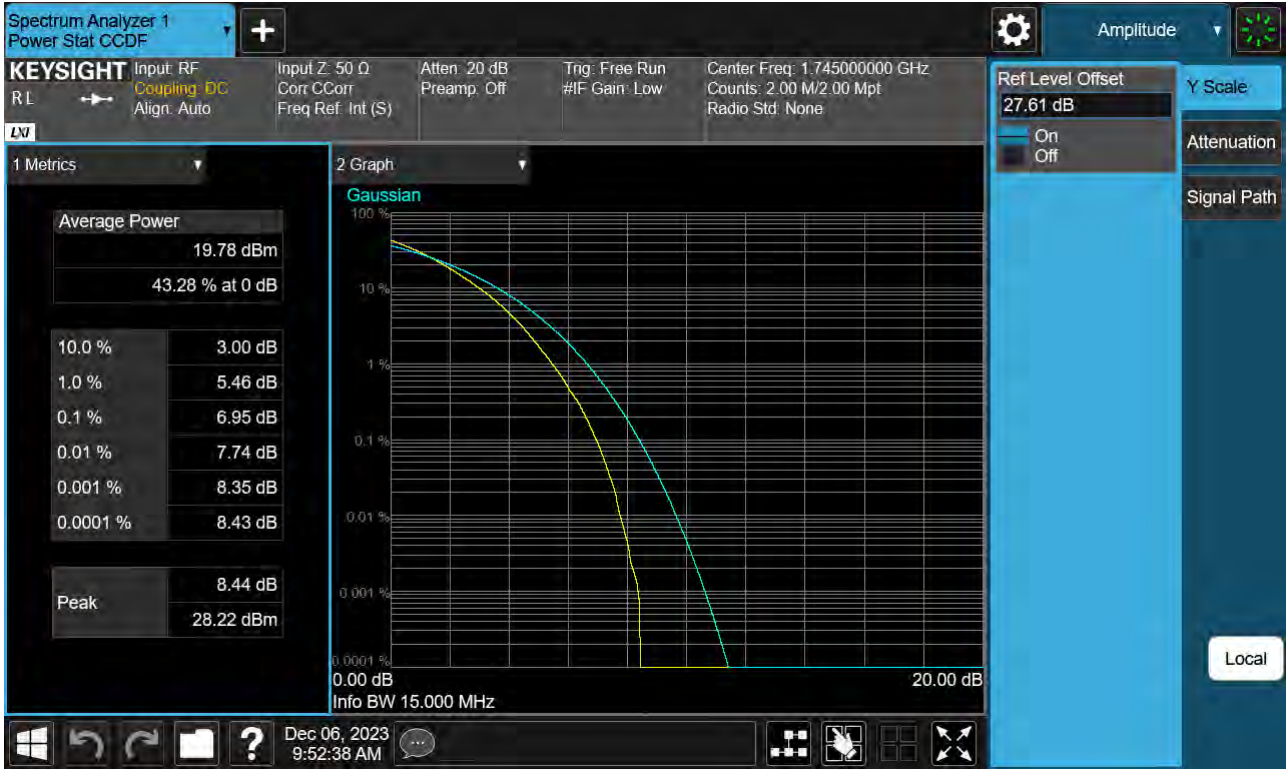 Spectrum Analyzer 1
Power Stat CCDF
+
Amplitude
KEYSIGHT
RL
LXI
Input: RF
Coupling: DC
Align: Auto
Input Z: 50 Ω
Corr CCorr
Freq Ref: Int (S)
Atten: 20 dB
Preamp: Off
Trig: Free Run
#IF Gain: Low
Center Freq: 1.745000000 GHz
Counts: 2.00 M/2.00 Mpt
Radio Std: None
Ref Level Offset
27.61 dB
On
Off
Y Scale
Attenuation
Signal Path
Local
1 Metrics
Average Power
19.78 dBm
43.28 % at 0 dB
10.0 % 3.00 dB
1.0 % 5.46 dB
0.1 % 6.95 dB
0.01 % 7.74 dB
0.001 % 8.35 dB
0.0001 % 8.43 dB
Peak
8.44 dB
28.22 dBm
2 Graph
Gaussian
100 %
10 %
1 %
0.1 %
0.01 %
0.001 %
0.0001 %
0.00 dB 20.00 dB
Info BW 15.000 MHz
?
Dec 06, 2023
9:52:38 AM